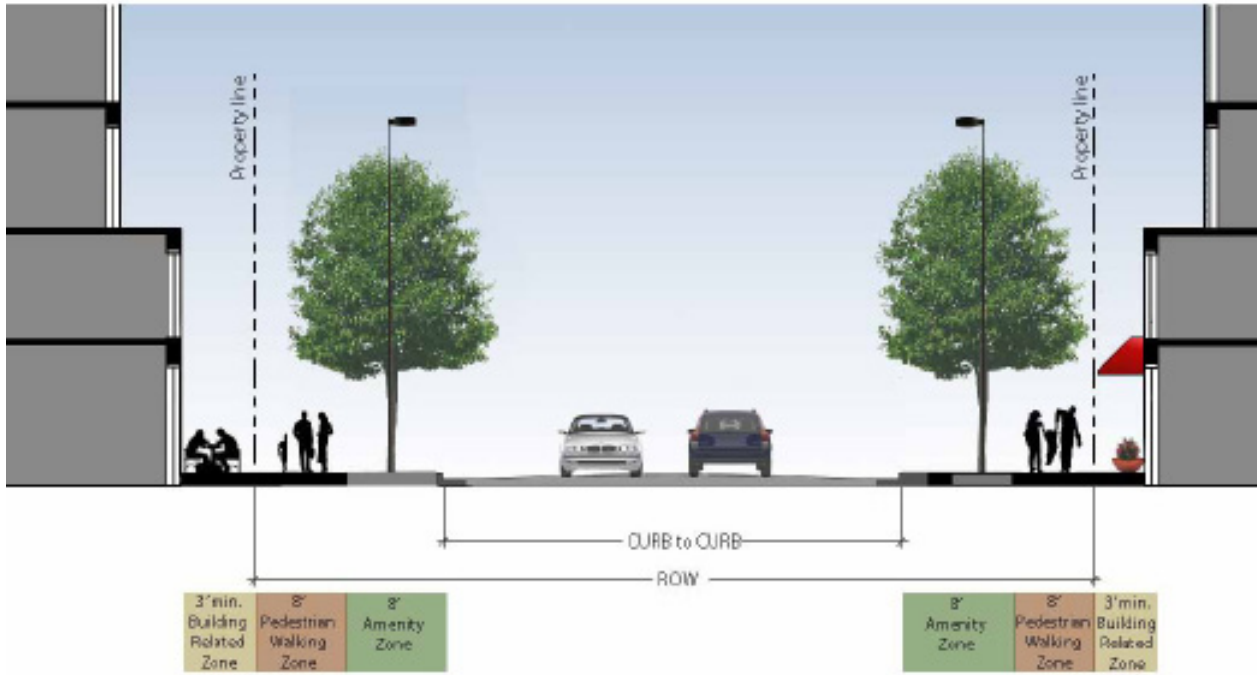 Property line
Property line
CURB to CURB
ROW
3' min.
Building
Related
Zone
8'
Pedestrian
Walking
Zone
8'
Amenity
Zone
8'
Amenity
Zone
8'
Pedestrian
Walking
Zone
3' min.
Building
Related
Zone